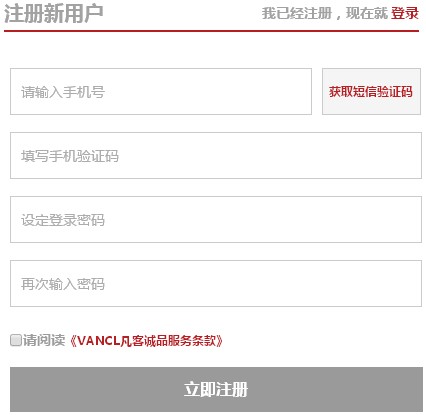 注册新用户
我已经注册，现在就 登录
请输入手机号
获取短信验证码
填写手机验证码
设定登录密码
再次输入密码
请阅读《VANCL凡客诚品服务条款》
立即注册